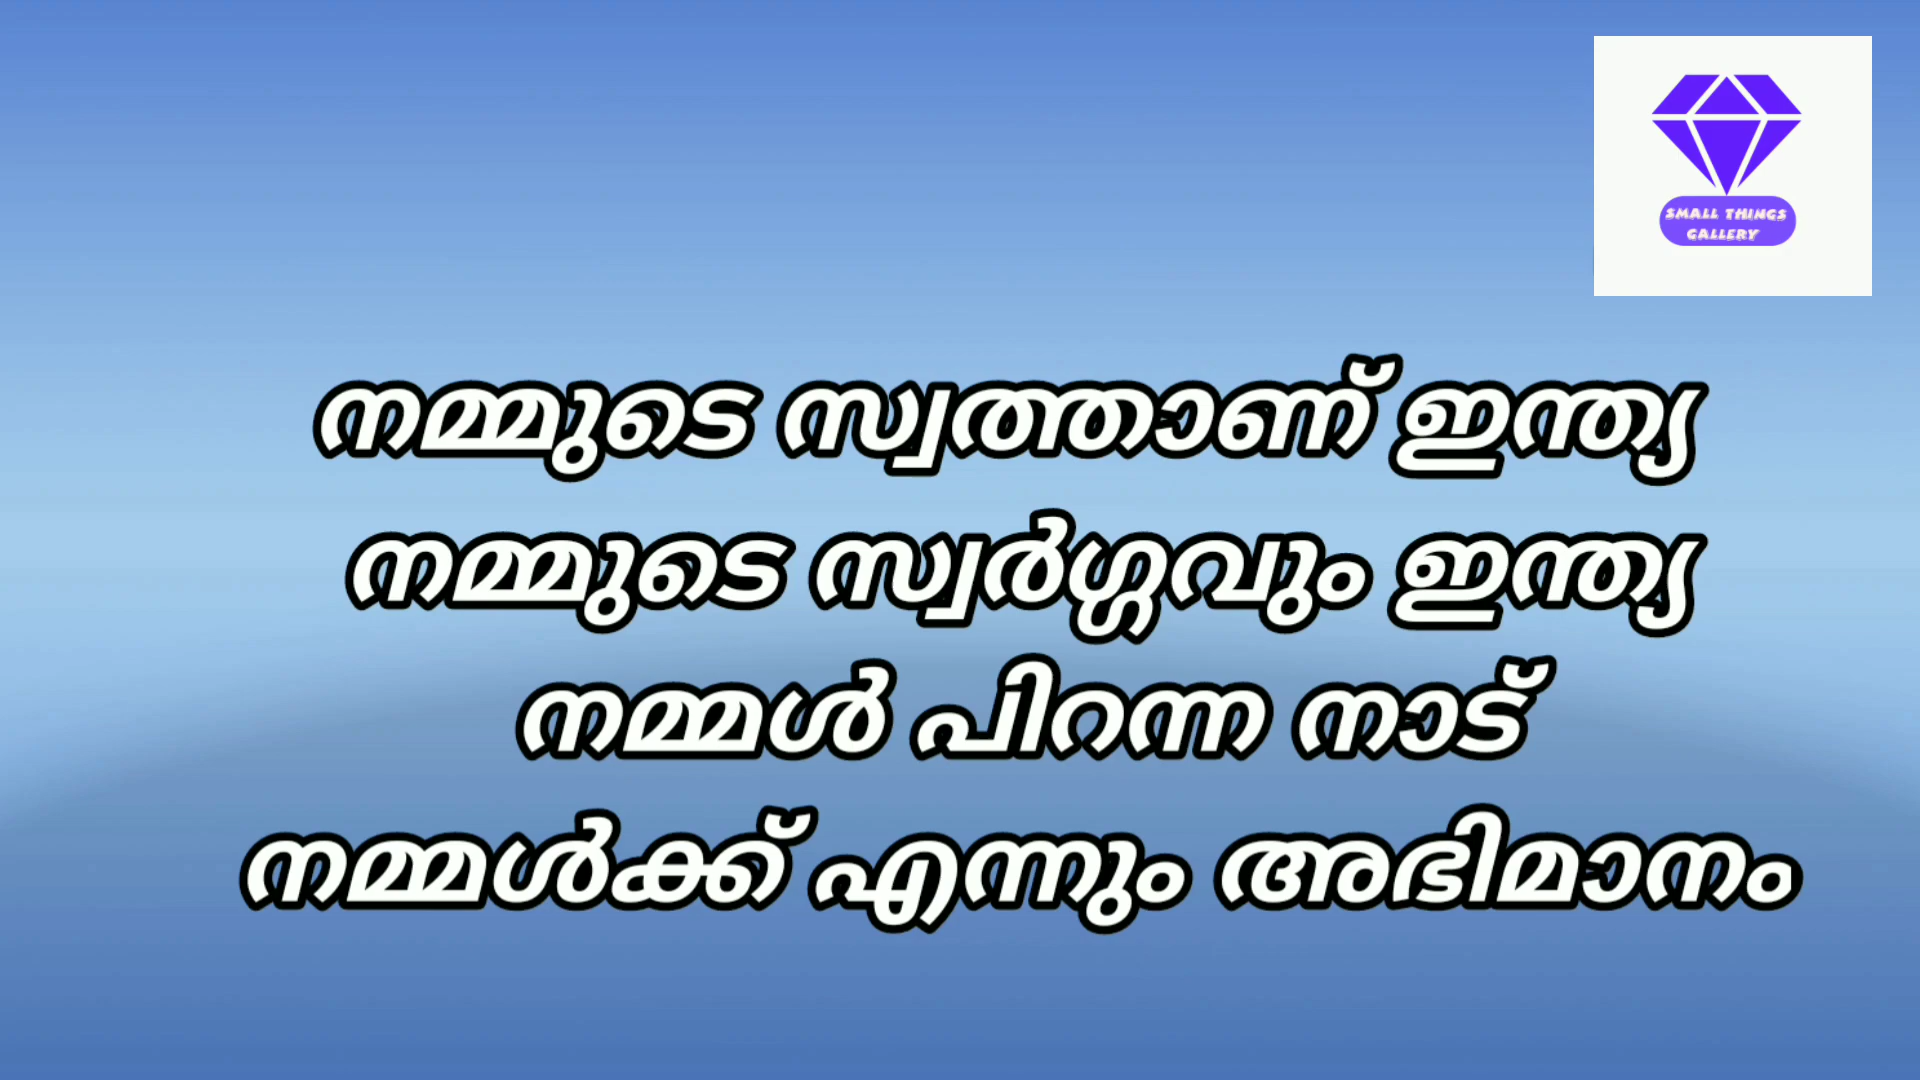 SMALL THINGS
GALLERY
നമ്മുടെ സ്വത്താണ് ഇന്ത്യ
നമ്മുടെ സ്വർഗ്ഗവും ഇന്ത്യ
നമ്മൾ പിറന്ന നാട്
നമ്മൾക്ക് എന്നും അഭിമാനം